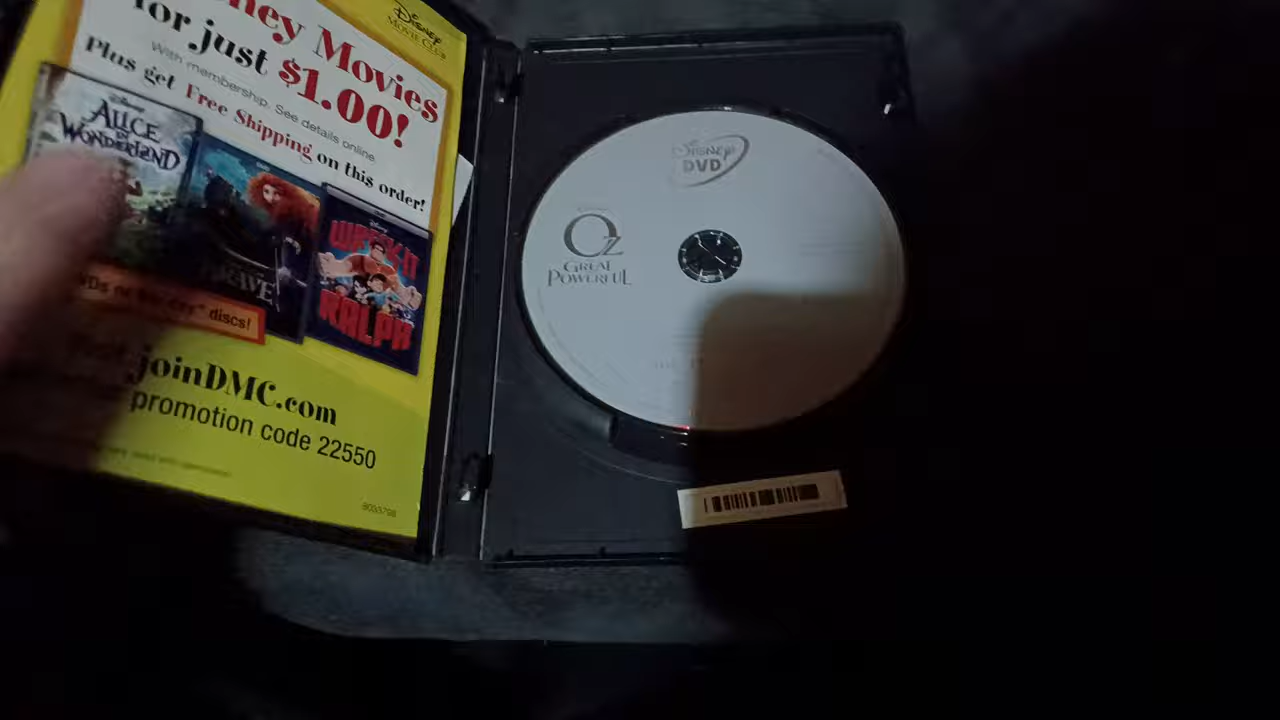 Disney
MOVIE CLUB
ney Movies
for just $1.00!
With membership. See details online
Plus get Free Shipping on this order!
Disney
ALICE
IN
WONDERLAND
BRAVE
Disney
WRECK-IT
RALPH
discs!
joinDMC.com
promotion code 22550
Disney
DVD
OZ
GREAT
POWERFUL